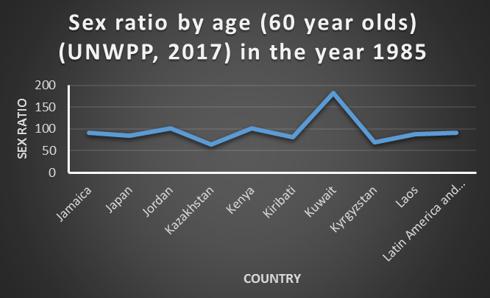 Sex ratio by age (60 year olds)
(UNWPP, 2017) in the year 1985
200
150
100
50
0
SEX RATIO
Jamaica
Japan
Jordan
Kazakhstan
Kenya
Kiribati
Kuwait
Kyrgyzstan
Laos
Latin America and...
COUNTRY